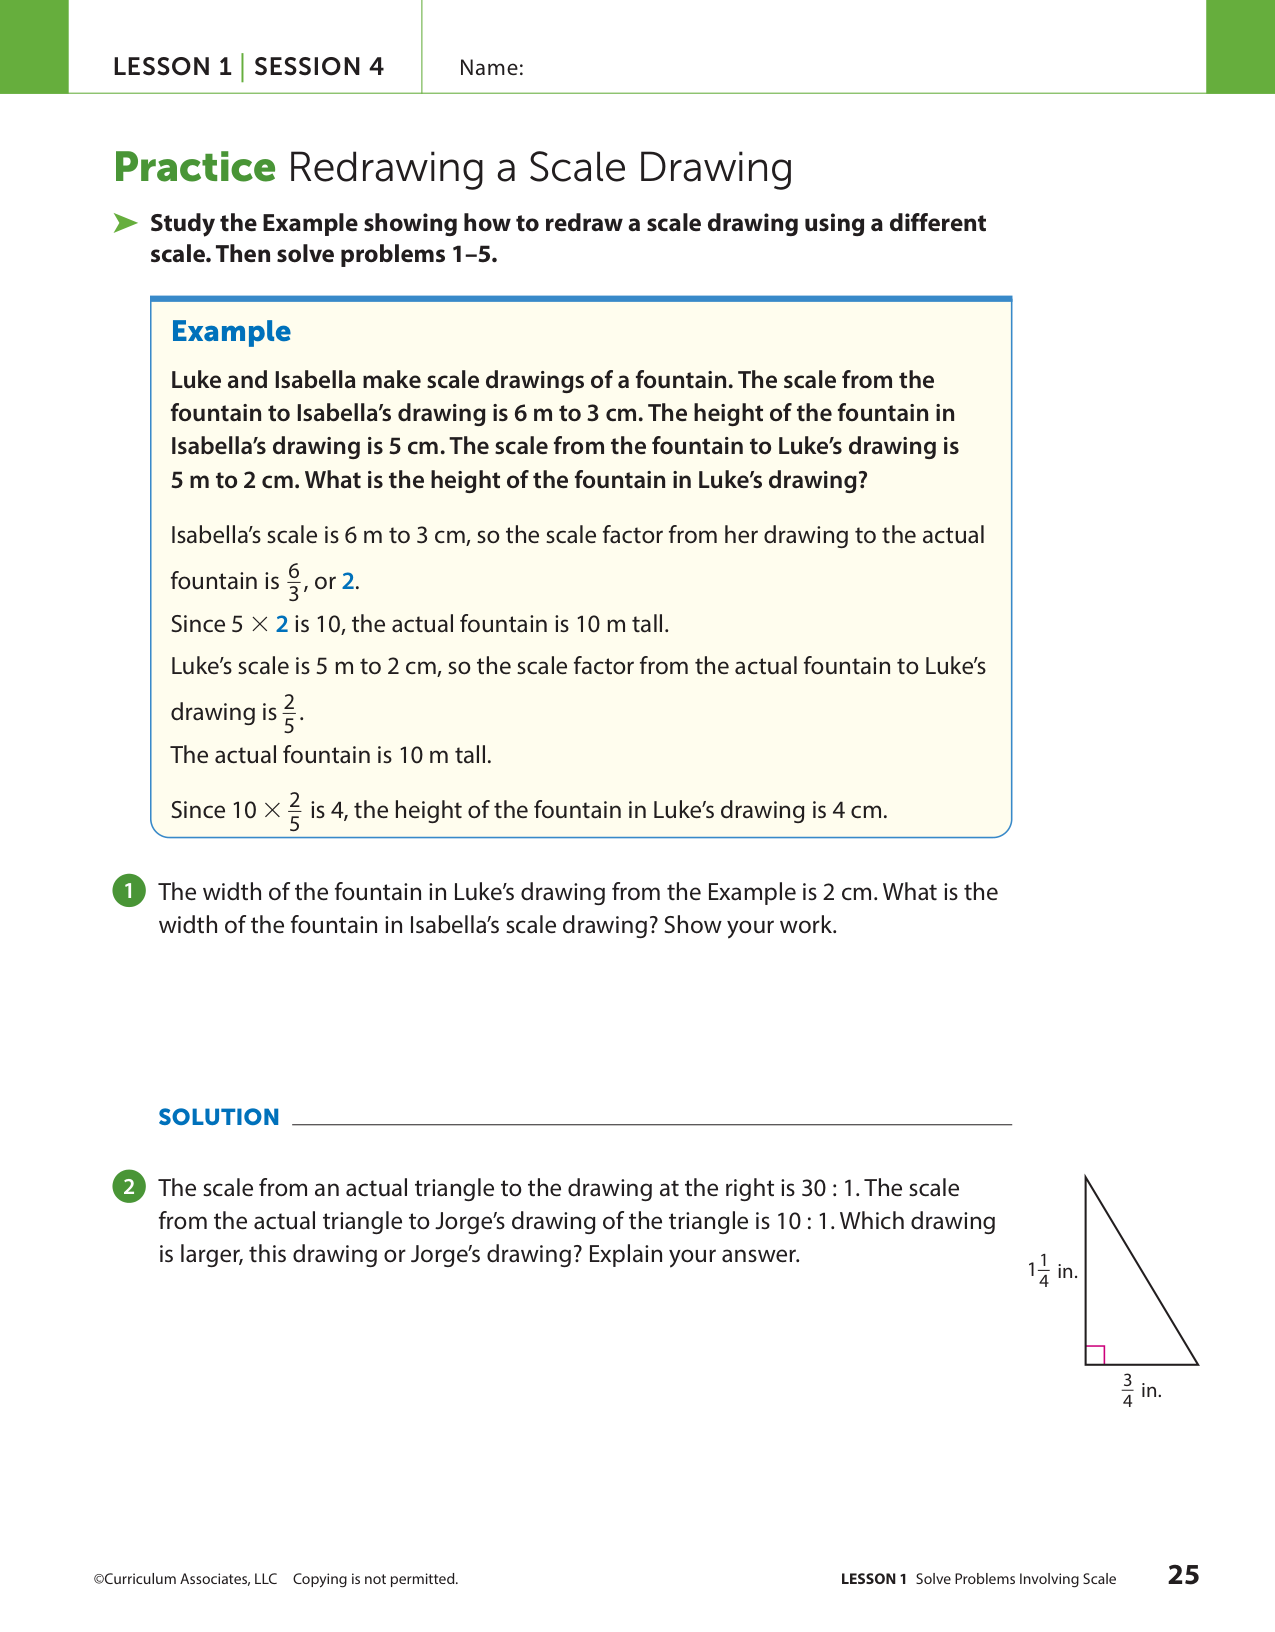 LESSON 1 | SESSION 4
Name:
Practice Redrawing a Scale Drawing
Study the Example showing how to redraw a scale drawing using a different
scale. Then solve problems 1–5.
Example
Luke and Isabella make scale drawings of a fountain. The scale from the
fountain to Isabella’s drawing is 6 m to 3 cm. The height of the fountain in
Isabella’s drawing is 5 cm. The scale from the fountain to Luke’s drawing is
5 m to 2 cm. What is the height of the fountain in Luke’s drawing?
Isabella’s scale is 6 m to 3 cm, so the scale factor from her drawing to the actual
fountain is 6/3, or 2.
Since 5 × 2 is 10, the actual fountain is 10 m tall.
Luke’s scale is 5 m to 2 cm, so the scale factor from the actual fountain to Luke’s
drawing is 2/5.
The actual fountain is 10 m tall.
Since 10 × 2/5 is 4, the height of the fountain in Luke’s drawing is 4 cm.
1 The width of the fountain in Luke’s drawing from the Example is 2 cm. What is the
width of the fountain in Isabella’s scale drawing? Show your work.
SOLUTION
2 The scale from an actual triangle to the drawing at the right is 30 : 1. The scale
from the actual triangle to Jorge’s drawing of the triangle is 10 : 1. Which drawing
is larger, this drawing or Jorge’s drawing? Explain your answer.
1 1/4 in.
3/4 in.
©Curriculum Associates, LLC Copying is not permitted.
LESSON 1 Solve Problems Involving Scale
25